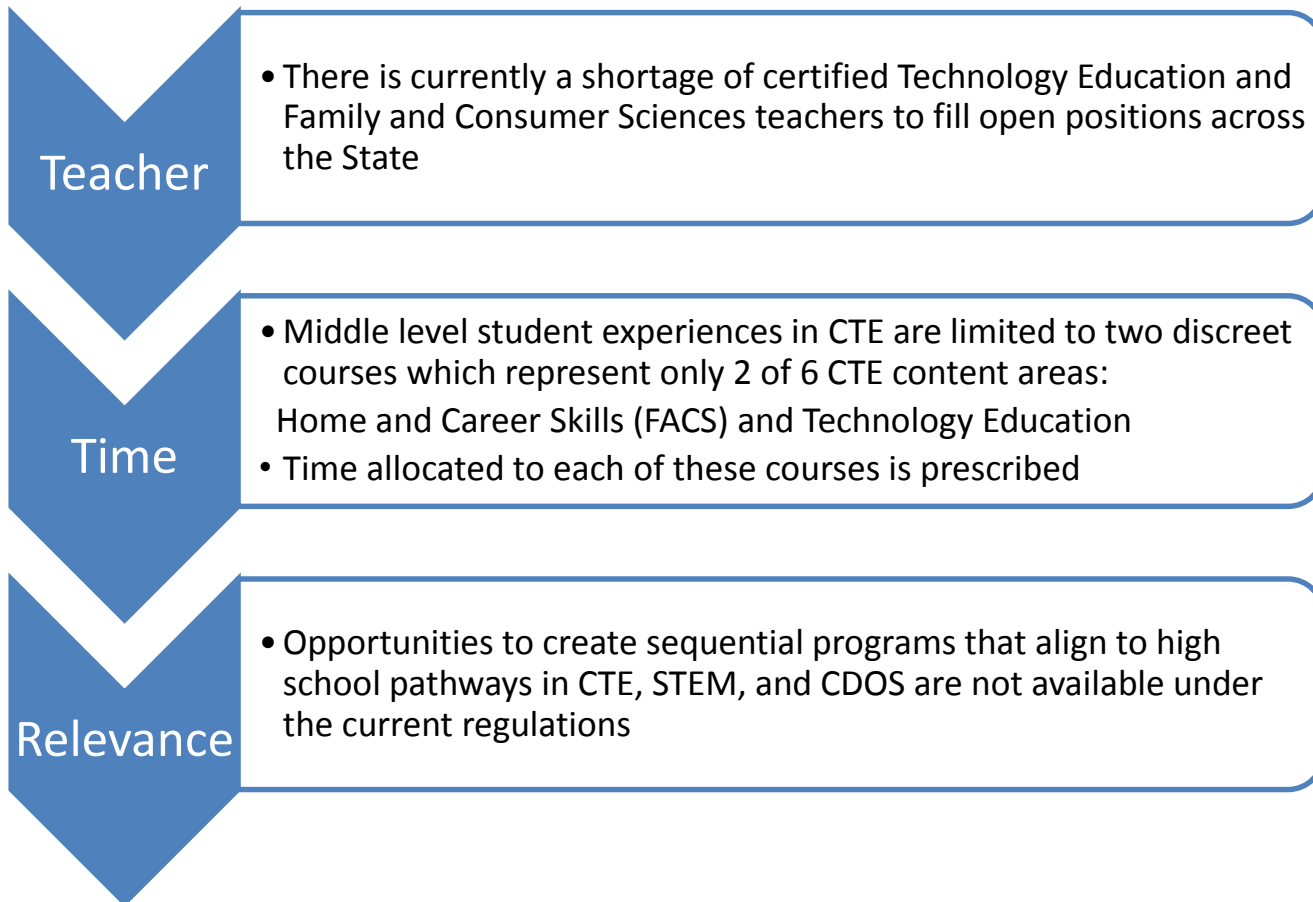 Teacher
• There is currently a shortage of certified Technology Education and
Family and Consumer Sciences teachers to fill open positions across
the State
Time
• Middle level student experiences in CTE are limited to two discreet
courses which represent only 2 of 6 CTE content areas:
Home and Career Skills (FACS) and Technology Education
• Time allocated to each of these courses is prescribed
Relevance
• Opportunities to create sequential programs that align to high
school pathways in CTE, STEM, and CDOS are not available under
the current regulations